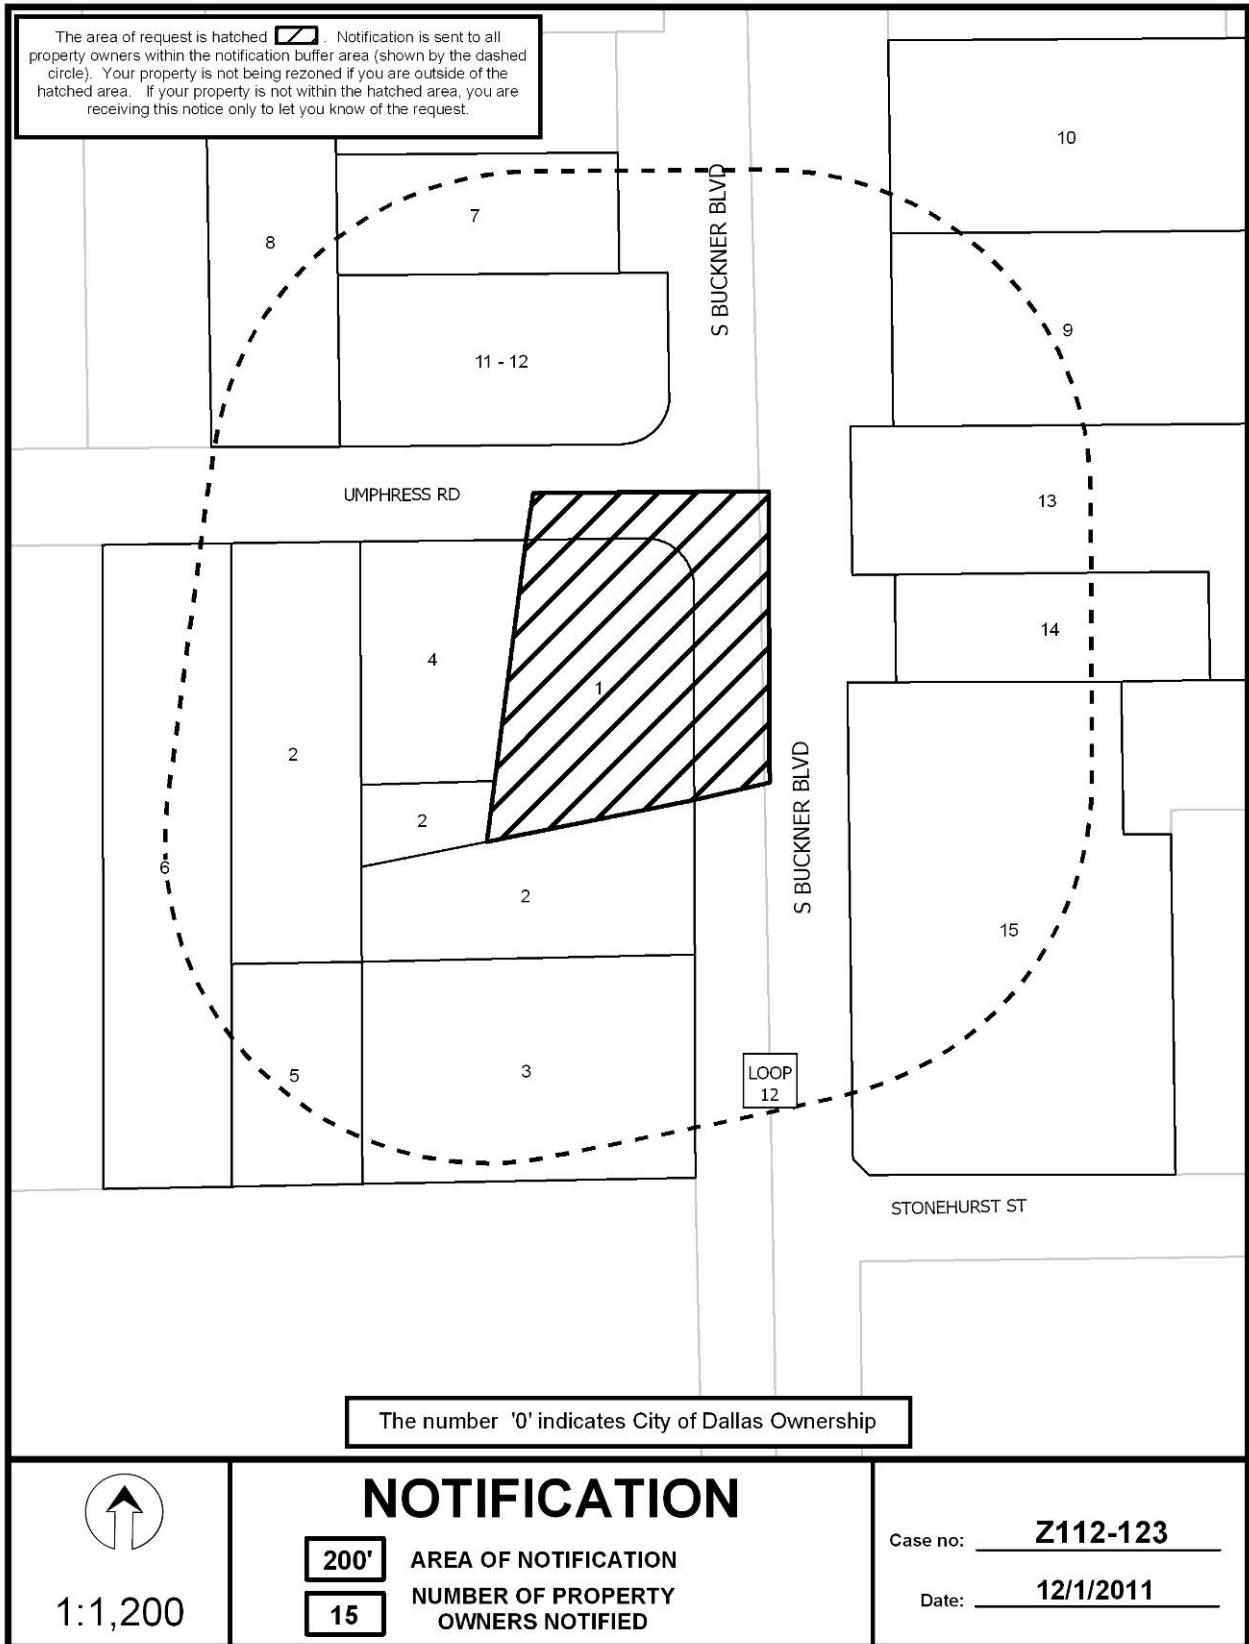 The area of request is hatched . Notification is sent to all
property owners within the notification buffer area (shown by the dashed
circle). Your property is not being rezoned if you are outside of the
hatched area. If your property is not within the hatched area, you are
receiving this notice only to let you know of the request.
10
S BUCKNER BLVD
7
8
9
11 - 12
UMPHRESS RD
13
14
4
1
2
2
S BUCKNER BLVD
6
2
15
5
3
LOOP
12
STONEHURST ST
The number '0' indicates City of Dallas Ownership
1:1,200
NOTIFICATION
200' AREA OF NOTIFICATION
15 NUMBER OF PROPERTY
OWNERS NOTIFIED
Case no: Z112-123
Date: 12/1/2011